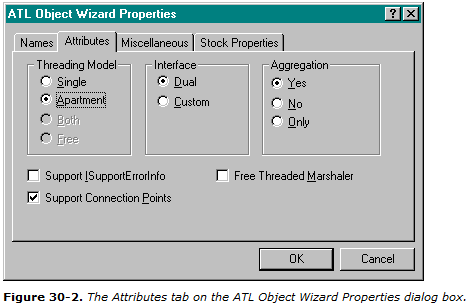 ATL Object Wizard Properties
Names Attributes Miscellaneous Stock Properties
Threading Model Interface Aggregation
Single Dual Yes
Apartment Custom No
Both Only
Free
Support ISupportErrorInfo Free Threaded Marshaler
Support Connection Points
OK Cancel
Figure 30-2. The Attributes tab on the ATL Object Wizard Properties dialog box.